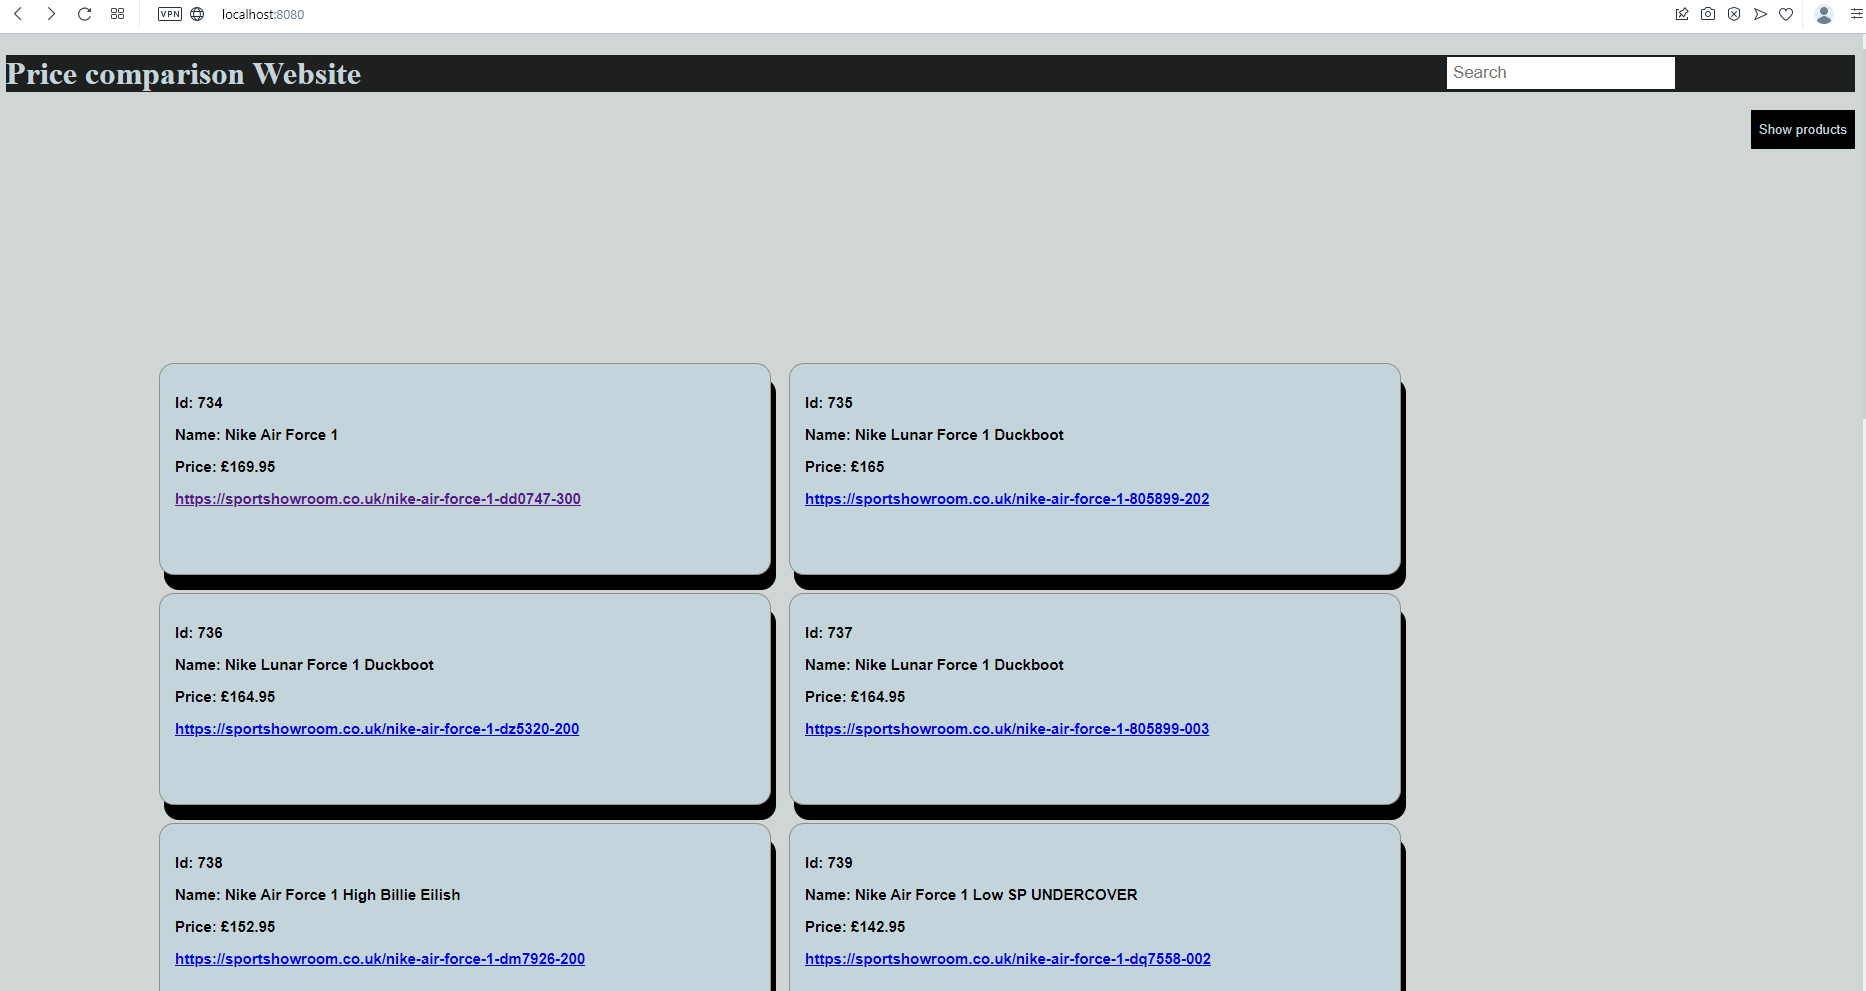 VPN localhost:8080
Price comparison Website
Search
Show products
Id: 734
Name: Nike Air Force 1
Price: £169.95
https://sportshowroom.co.uk/nike-air-force-1-dd0747-300
Id: 735
Name: Nike Lunar Force 1 Duckboot
Price: £165
https://sportshowroom.co.uk/nike-air-force-1-805899-202
Id: 736
Name: Nike Lunar Force 1 Duckboot
Price: £164.95
https://sportshowroom.co.uk/nike-air-force-1-dz5320-200
Id: 737
Name: Nike Lunar Force 1 Duckboot
Price: £164.95
https://sportshowroom.co.uk/nike-air-force-1-805899-003
Id: 738
Name: Nike Air Force 1 High Billie Eilish
Price: £152.95
https://sportshowroom.co.uk/nike-air-force-1-dm7926-200
Id: 739
Name: Nike Air Force 1 Low SP UNDERCOVER
Price: £142.95
https://sportshowroom.co.uk/nike-air-force-1-dq7558-002